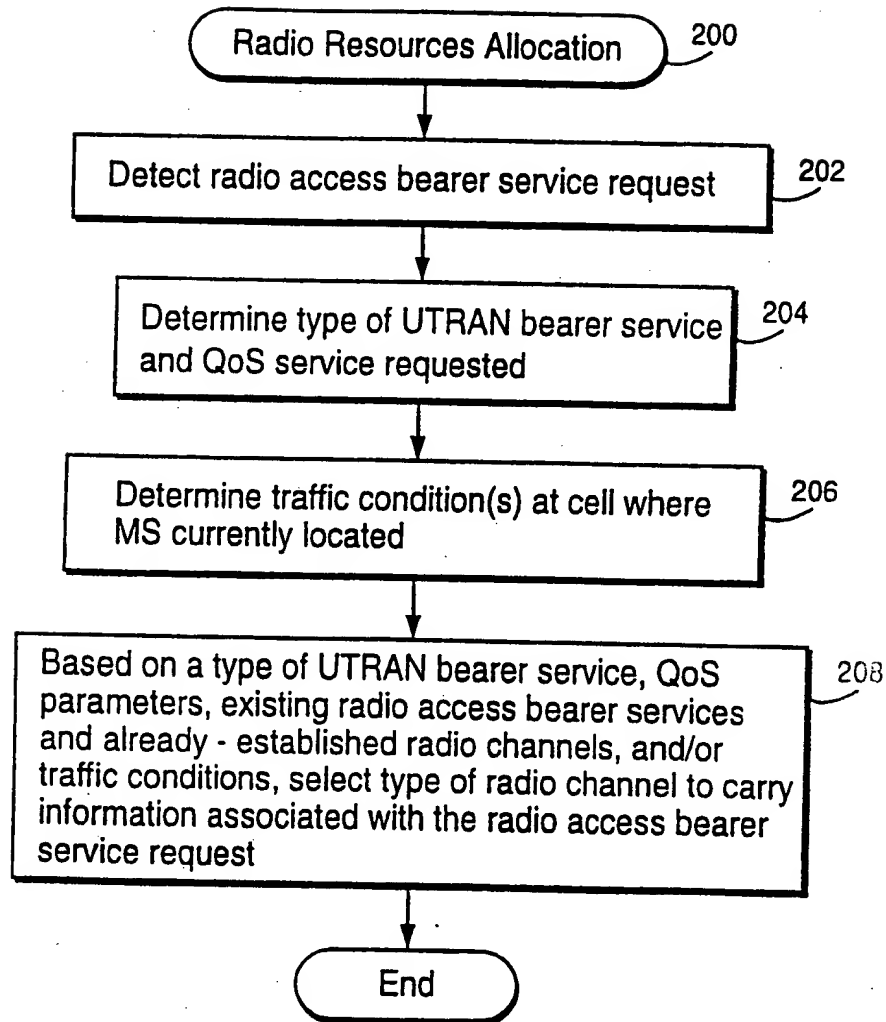 Radio Resources Allocation
200
Detect radio access bearer service request
202
Determine type of UTRAN bearer service
and QoS service requested
204
Determine traffic condition(s) at cell where
MS currently located
206
Based on a type of UTRAN bearer service, QoS
parameters, existing radio access bearer services
and already - established radio channels, and/or
traffic conditions, select type of radio channel to carry
information associated with the radio access bearer
service request
208
End